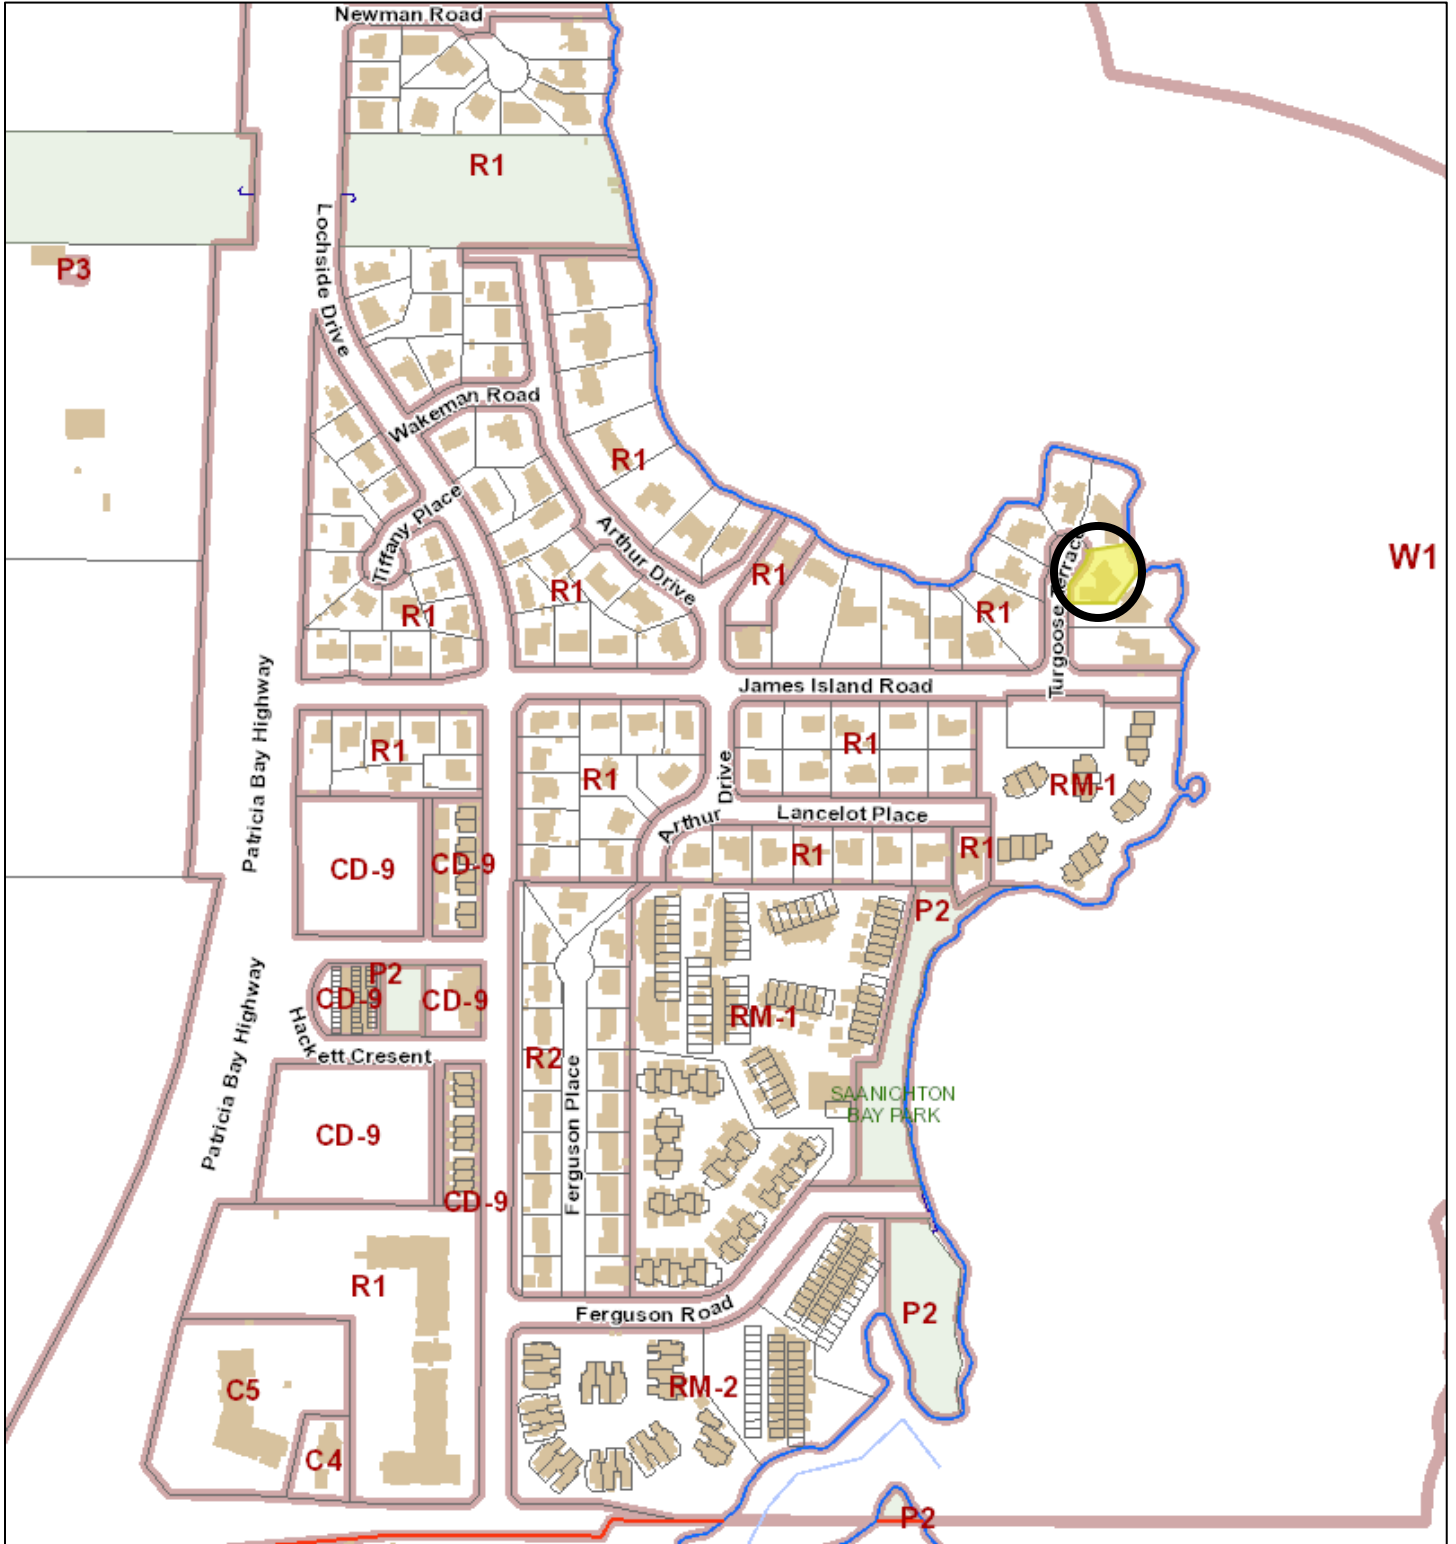 Newman Road
R1
Lochside Drive
P3
Wakeman Road
R1
Tiffany Place
Arthur Drive
W1
R1
R1
R1
R1
Turgoose Terrace
James Island Road
Patricia Bay Highway
R1
R1
R1
RM-1
Arthur Drive
Lancelot Place
CD-9
CD-9
R1
R1
P2
Patricia Bay Highway
P2
CD-9
CD-9
RM-1
Hackett Cresent
R2
Ferguson Place
SAANICHTON
BAY PARK
CD-9
CD-9
R1
Ferguson Road
P2
C5
RM-2
C4
P2